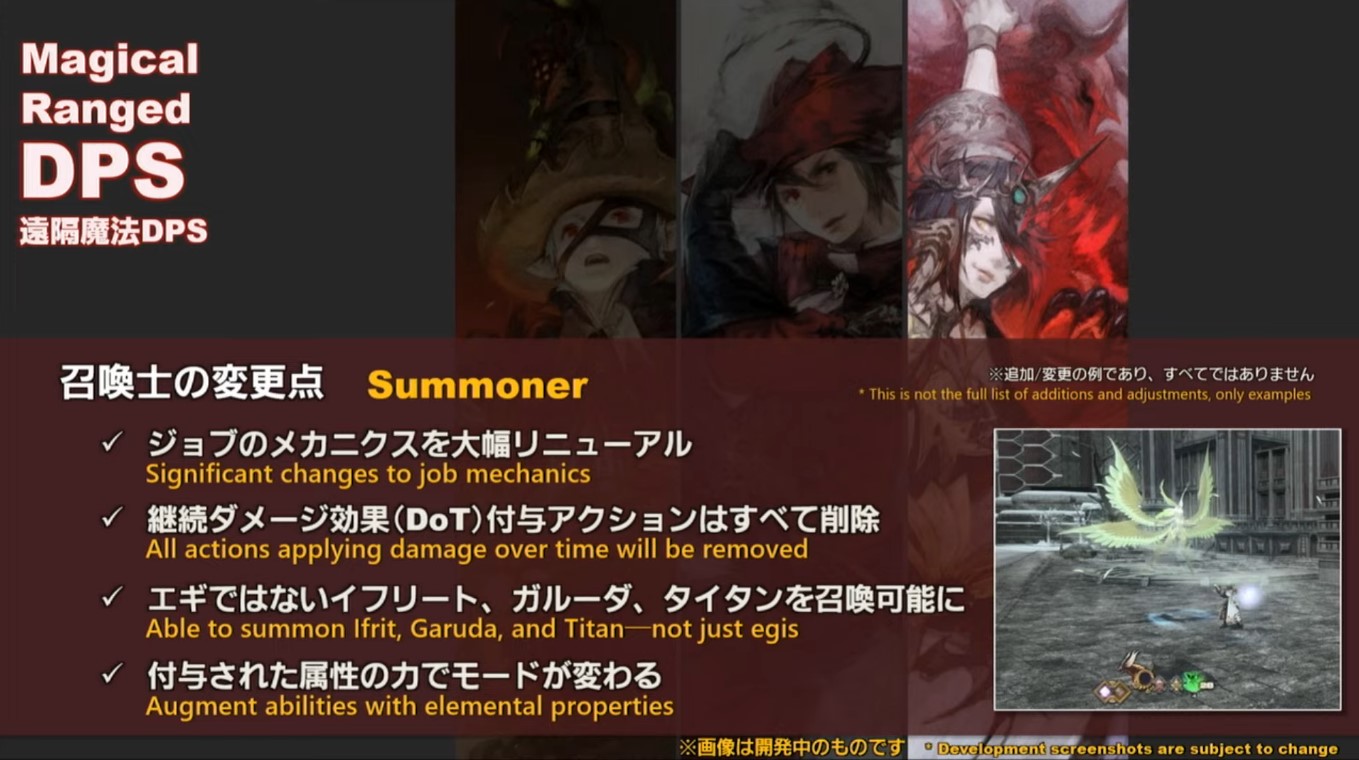 Magical
Ranged
DPS
遠隔魔法DPS
召喚士の変更点 Summoner
※追加/変更の例であり、すべてではありません
* This is not the full list of additions and adjustments, only examples
✓ ジョブのメカニクスを大幅リニューアル
Significant changes to job mechanics
✓ 継続ダメージ効果(DoT)付与アクションはすべて削除
All actions applying damage over time will be removed
✓ エギではないイフリート、ガルーダ、タイタンを召喚可能に
Able to summon Ifrit, Garuda, and Titan—not just egis
✓ 付与された属性の力でモードが変わる
Augment abilities with elemental properties
※画像は開発中のものです * Development screenshots are subject to change